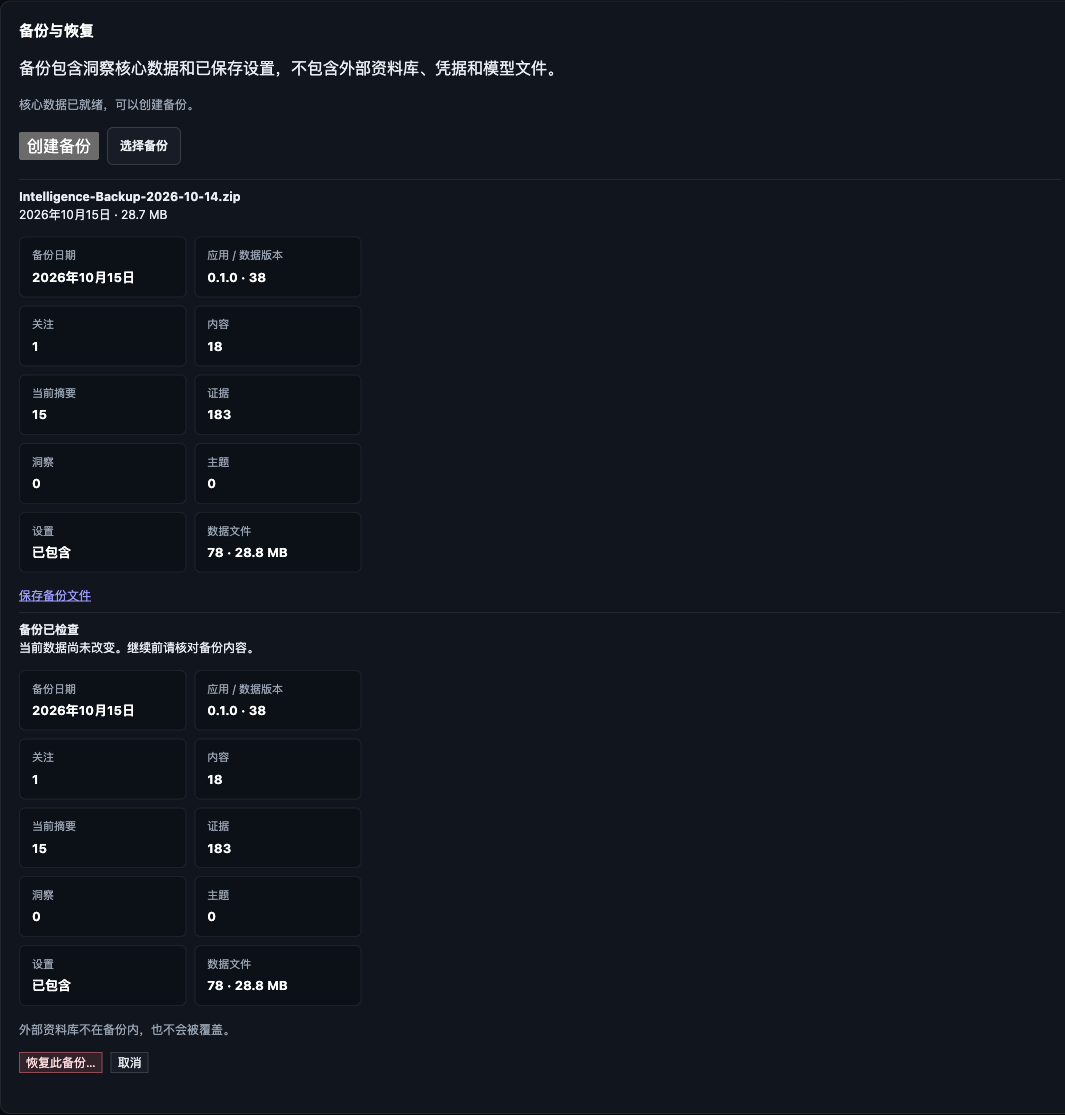 备份与恢复
备份包含洞察核心数据和已保存设置，不包含外部资料库、凭据和模型文件。
核心数据已就绪，可以创建备份。
创建备份 选择备份
Intelligence-Backup-2026-10-14.zip
2026年10月15日 · 28.7 MB
备份日期 应用 / 数据版本
2026年10月15日 0.1.0 · 38
关注 内容
1 18
当前摘要 证据
15 183
洞察 主题
0 0
设置 数据文件
已包含 78 · 28.8 MB
保存备份文件
备份已检查
当前数据尚未改变。继续前请核对备份内容。
备份日期 应用 / 数据版本
2026年10月15日 0.1.0 · 38
关注 内容
1 18
当前摘要 证据
15 183
洞察 主题
0 0
设置 数据文件
已包含 78 · 28.8 MB
外部资料库不在备份内，也不会被覆盖。
恢复此备份... 取消